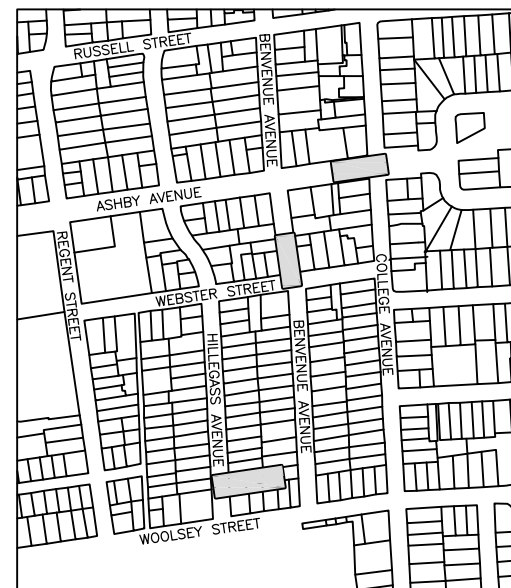 RUSSELL STREET
BENVENUE AVENUE
ASHBY AVENUE
REGENT STREET
WEBSTER STREET
COLLEGE AVENUE
HILLEGASS AVENUE
BENVENUE AVENUE
WOOLSEY STREET